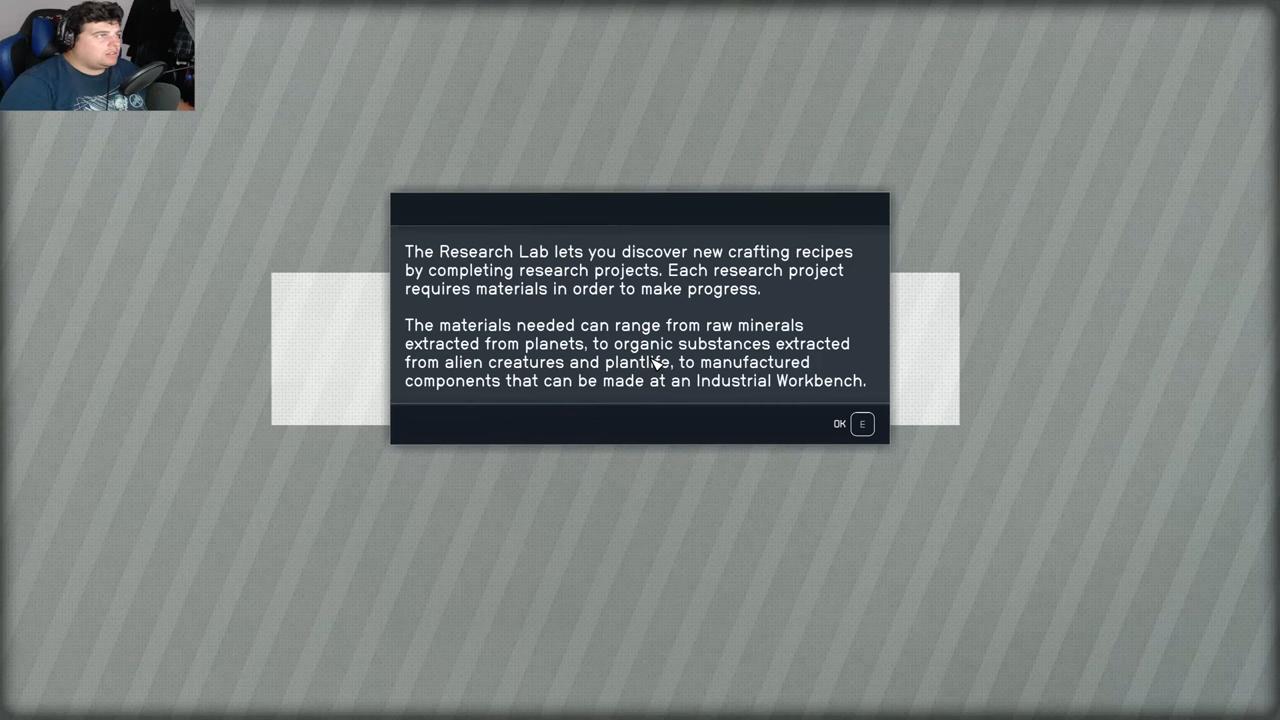 The Research Lab lets you discover new crafting recipes
by completing research projects. Each research project
requires materials in order to make progress.
The materials needed can range from raw minerals
extracted from planets, to organic substances extracted
from alien creatures and plantlife, to manufactured
components that can be made at an Industrial Workbench.
OK E